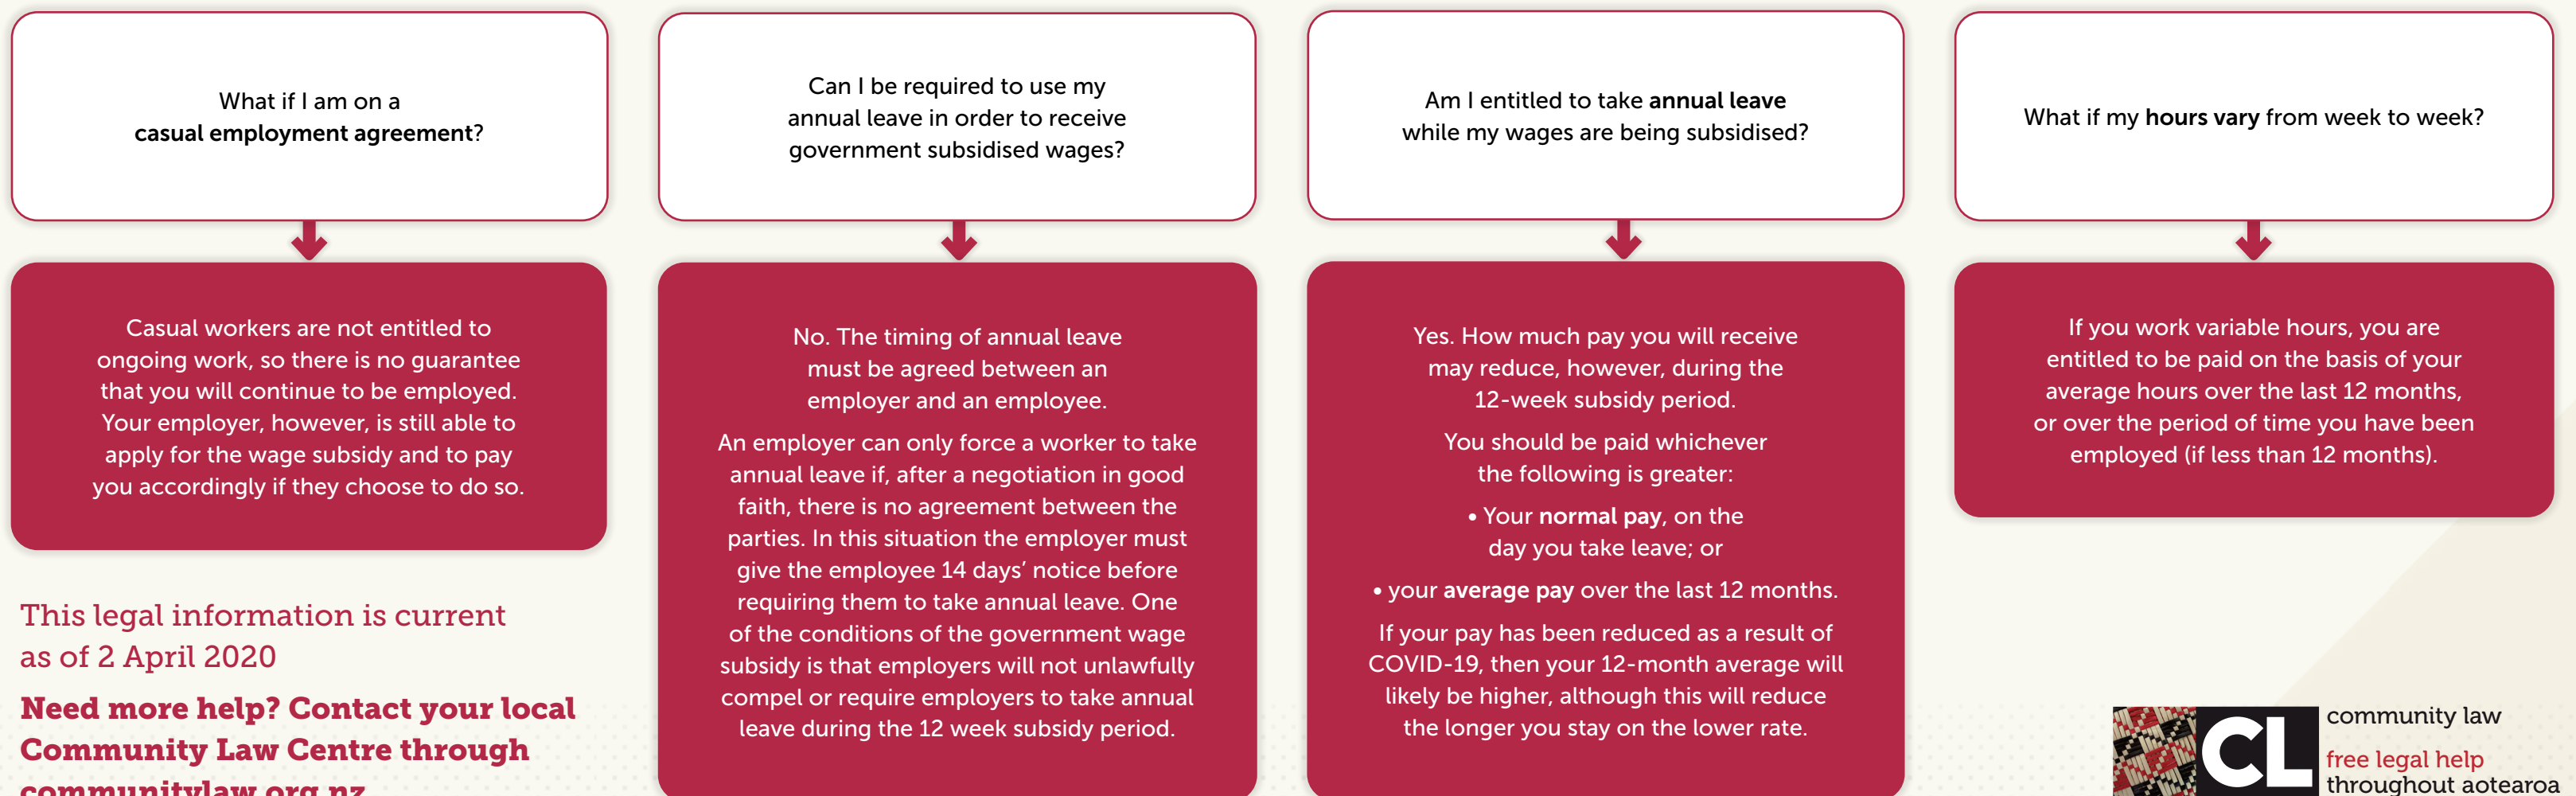 What if I am on a
casual employment agreement?
Casual workers are not entitled to
ongoing work, so there is no guarantee
that you will continue to be employed.
Your employer, however, is still able to
apply for the wage subsidy and to pay
you accordingly if they choose to do so.
This legal information is current
as of 2 April 2020
Need more help? Contact your local
Community Law Centre through
communitylaw.org.nz
Can I be required to use my
annual leave in order to receive
government subsidised wages?
No. The timing of annual leave
must be agreed between an
employer and an employee.
An employer can only force a worker to take
annual leave if, after a negotiation in good
faith, there is no agreement between the
parties. In this situation the employer must
give the employee 14 days’ notice before
requiring them to take annual leave. One
of the conditions of the government wage
subsidy is that employers will not unlawfully
compel or require employers to take annual
leave during the 12 week subsidy period.
Am I entitled to take annual leave
while my wages are being subsidised?
Yes. How much pay you will receive
may reduce, however, during the
12-week subsidy period.
You should be paid whichever
the following is greater:
• Your normal pay, on the
day you take leave; or
• your average pay over the last 12 months.
If your pay has been reduced as a result of
COVID-19, then your 12-month average will
likely be higher, although this will reduce
the longer you stay on the lower rate.
What if my hours vary from week to week?
If you work variable hours, you are
entitled to be paid on the basis of your
average hours over the last 12 months,
or over the period of time you have been
employed (if less than 12 months).
CL
community law
free legal help
throughout aotearoa